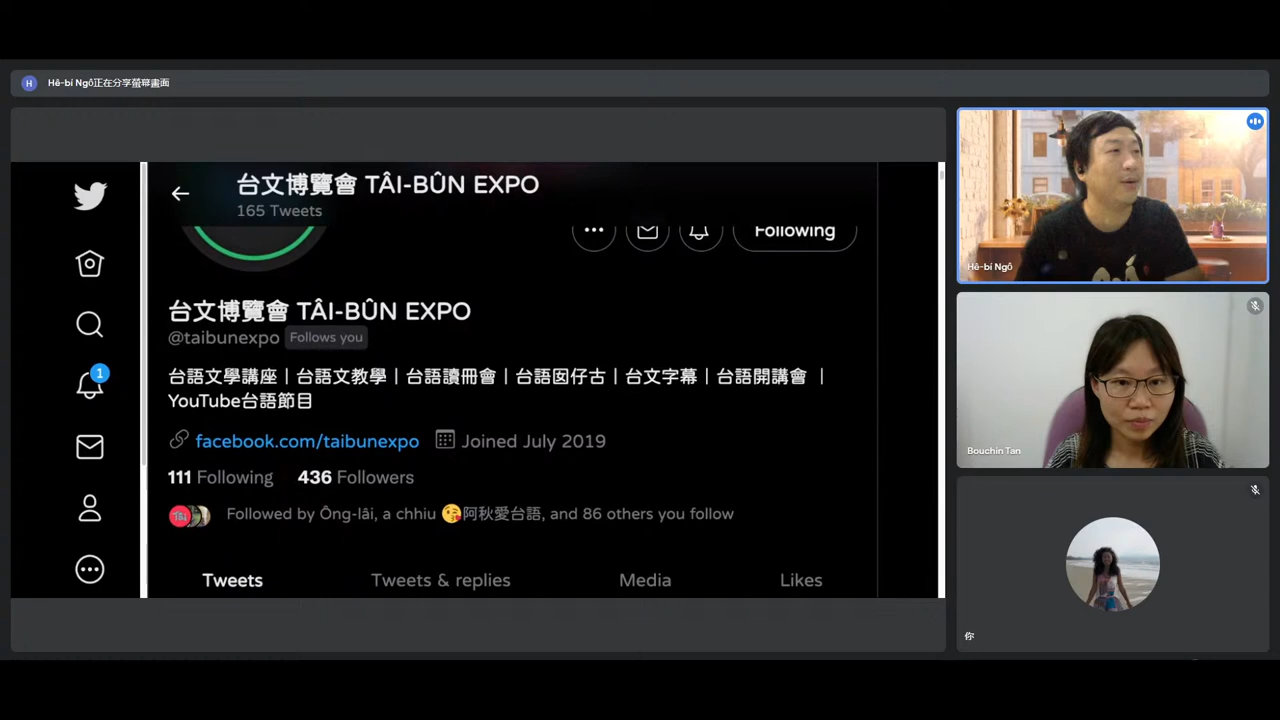 H Hê-bí Ngô͘正在分享螢幕畫面
台文博覽會 TÂI-BÛN EXPO
165 Tweets
Following
台文博覽會 TÂI-BÛN EXPO
@taibunexpo Follows you
台語文學講座｜台語文教學｜台語讀冊會｜台語囡仔古｜台文字幕｜台語開講會｜
YouTube台語節目
facebook.com/taibunexpo Joined July 2019
111 Following 436 Followers
Followed by Ông-lâi, a chhiu 😘阿秋愛台語, and 86 others you follow
Tweets Tweets & replies Media Likes
1
Hê-bí Ngô͘
Bouchin Tan
你